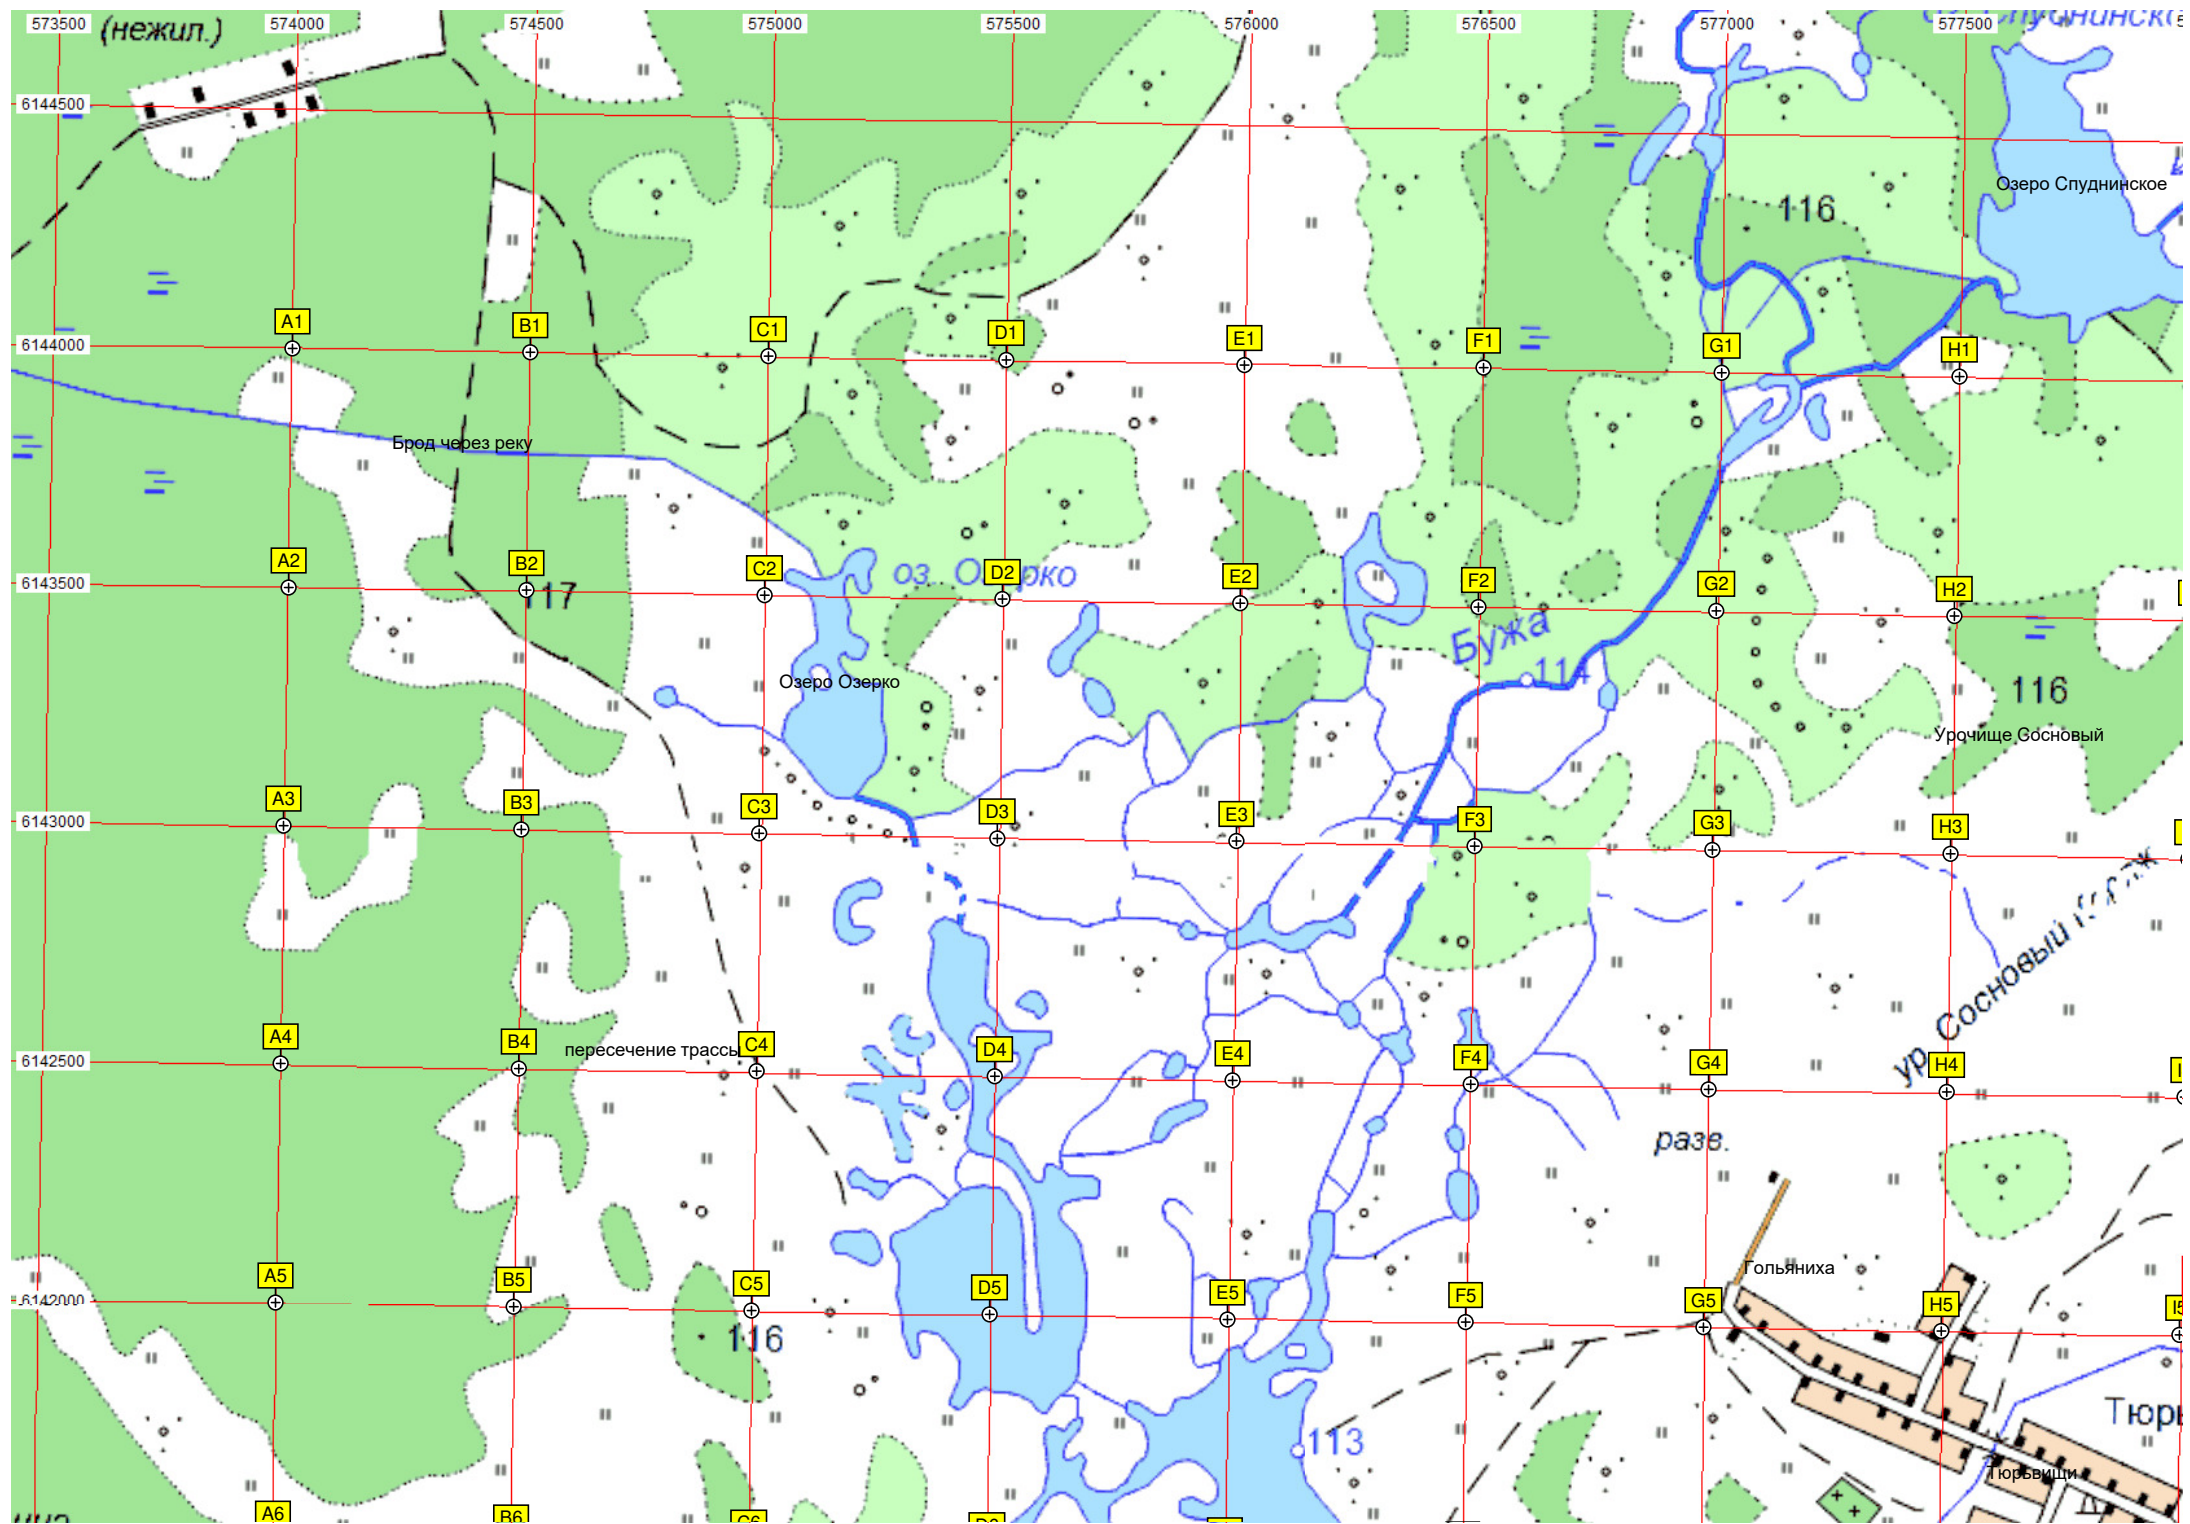 573500 574000 574500 575000 575500 576000 576500 577000 577500
(нежил.)
6144500
Озеро Спуднинское
116
A1 B1 C1 D1 E1 F1 G1 H1
6144000
Брод через реку
A2 B2 C2 D2 E2 F2 G2 H2
6143500
117
оз.
Бужа
114
116
Озеро Озерко
Урочище Сосновый
A3 B3 C3 D3 E3 F3 G3 H3
6143000
ур. Сосновый
A4 B4 C4 D4 E4 F4 G4 H4
6142500
пересечение трассы
разв.
Гольяниха
A5 B5 C5 D5 E5 F5 G5 H5 I5
6142000
116
113
Тюрьвищи
A6 B6